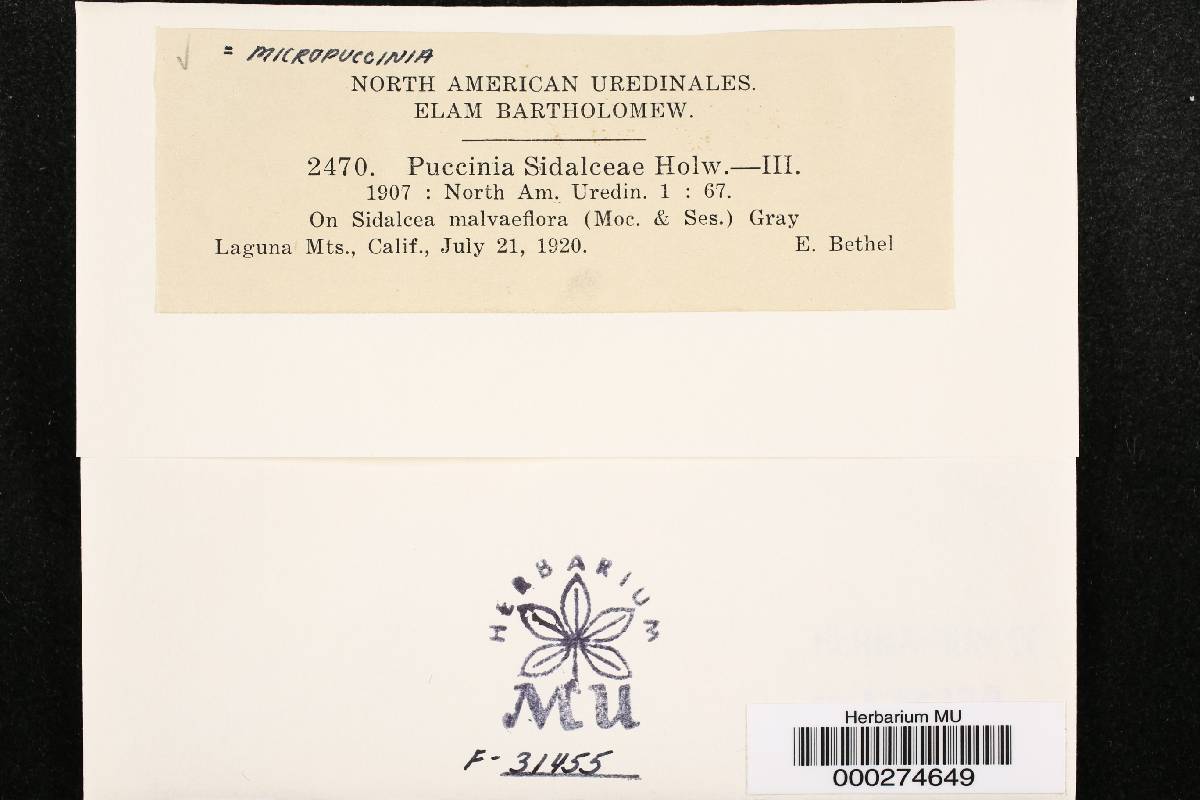 = MICROPUCCINIA
NORTH AMERICAN UREDINALES.
ELAM BARTHOLOMEW.
2470. Puccinia Sidalceae Holw.—III.
1907 : North Am. Uredin. 1 : 67.
On Sidalcea malvaeflora (Moc. & Ses.) Gray
Laguna Mts., Calif., July 21, 1920. E. Bethel
HERBARIUM
MU
F- 31455
Herbarium MU
000274649